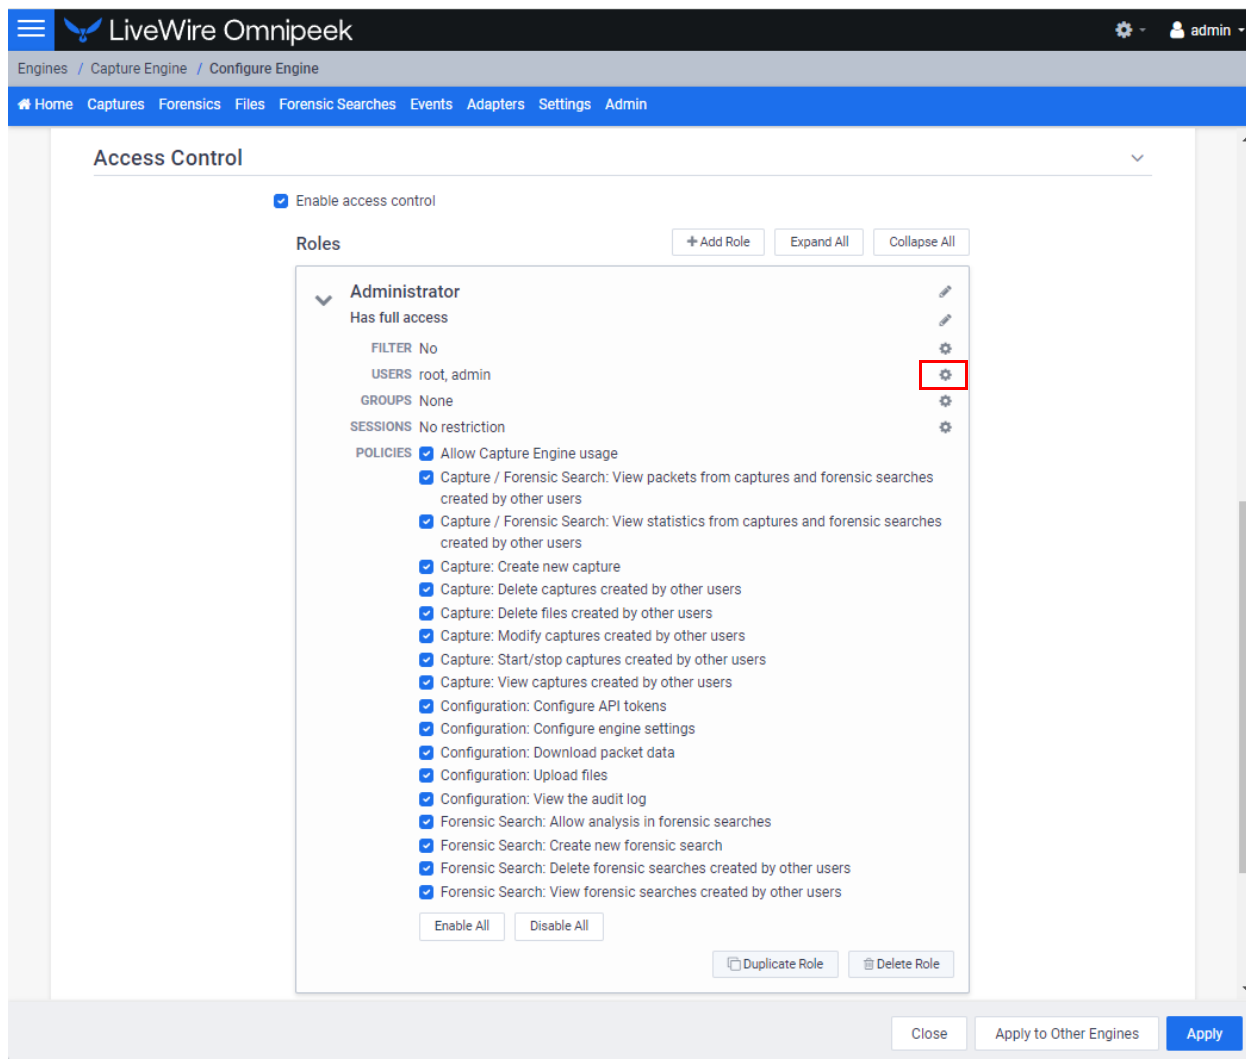 LiveWire Omnipeek
admin
Engines / Capture Engine / Configure Engine
Home Captures Forensics Files Forensic Searches Events Adapters Settings Admin
Access Control
Enable access control
Roles
+ Add Role
Expand All
Collapse All
Administrator
Has full access
FILTER No
USERS root, admin
GROUPS None
SESSIONS No restriction
POLICIES Allow Capture Engine usage
Capture / Forensic Search: View packets from captures and forensic searches
created by other users
Capture / Forensic Search: View statistics from captures and forensic searches
created by other users
Capture: Create new capture
Capture: Delete captures created by other users
Capture: Delete files created by other users
Capture: Modify captures created by other users
Capture: Start/stop captures created by other users
Capture: View captures created by other users
Configuration: Configure API tokens
Configuration: Configure engine settings
Configuration: Download packet data
Configuration: Upload files
Configuration: View the audit log
Forensic Search: Allow analysis in forensic searches
Forensic Search: Create new forensic search
Forensic Search: Delete forensic searches created by other users
Forensic Search: View forensic searches created by other users
Enable All
Disable All
Duplicate Role
Delete Role
Close
Apply to Other Engines
Apply